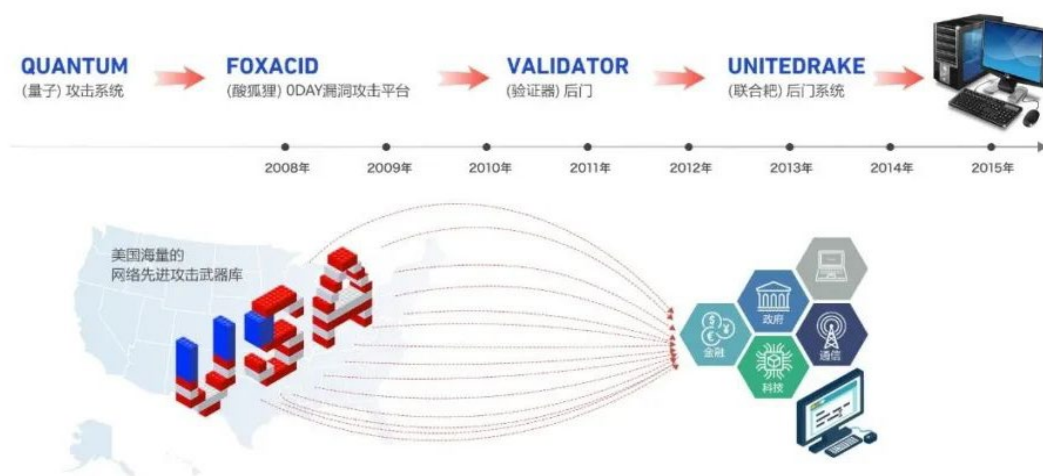 QUANTUM
(量子) 攻击系统
FOXACID
(酸狐狸) 0DAY漏洞攻击平台
VALIDATOR
(验证器) 后门
UNITEDRAKE
(联合耙) 后门系统
2008年
2009年
2010年
2011年
2012年
2013年
2014年
2015年
美国海量的
网络先进攻击武器库
USA
金融
政府
科技
通信